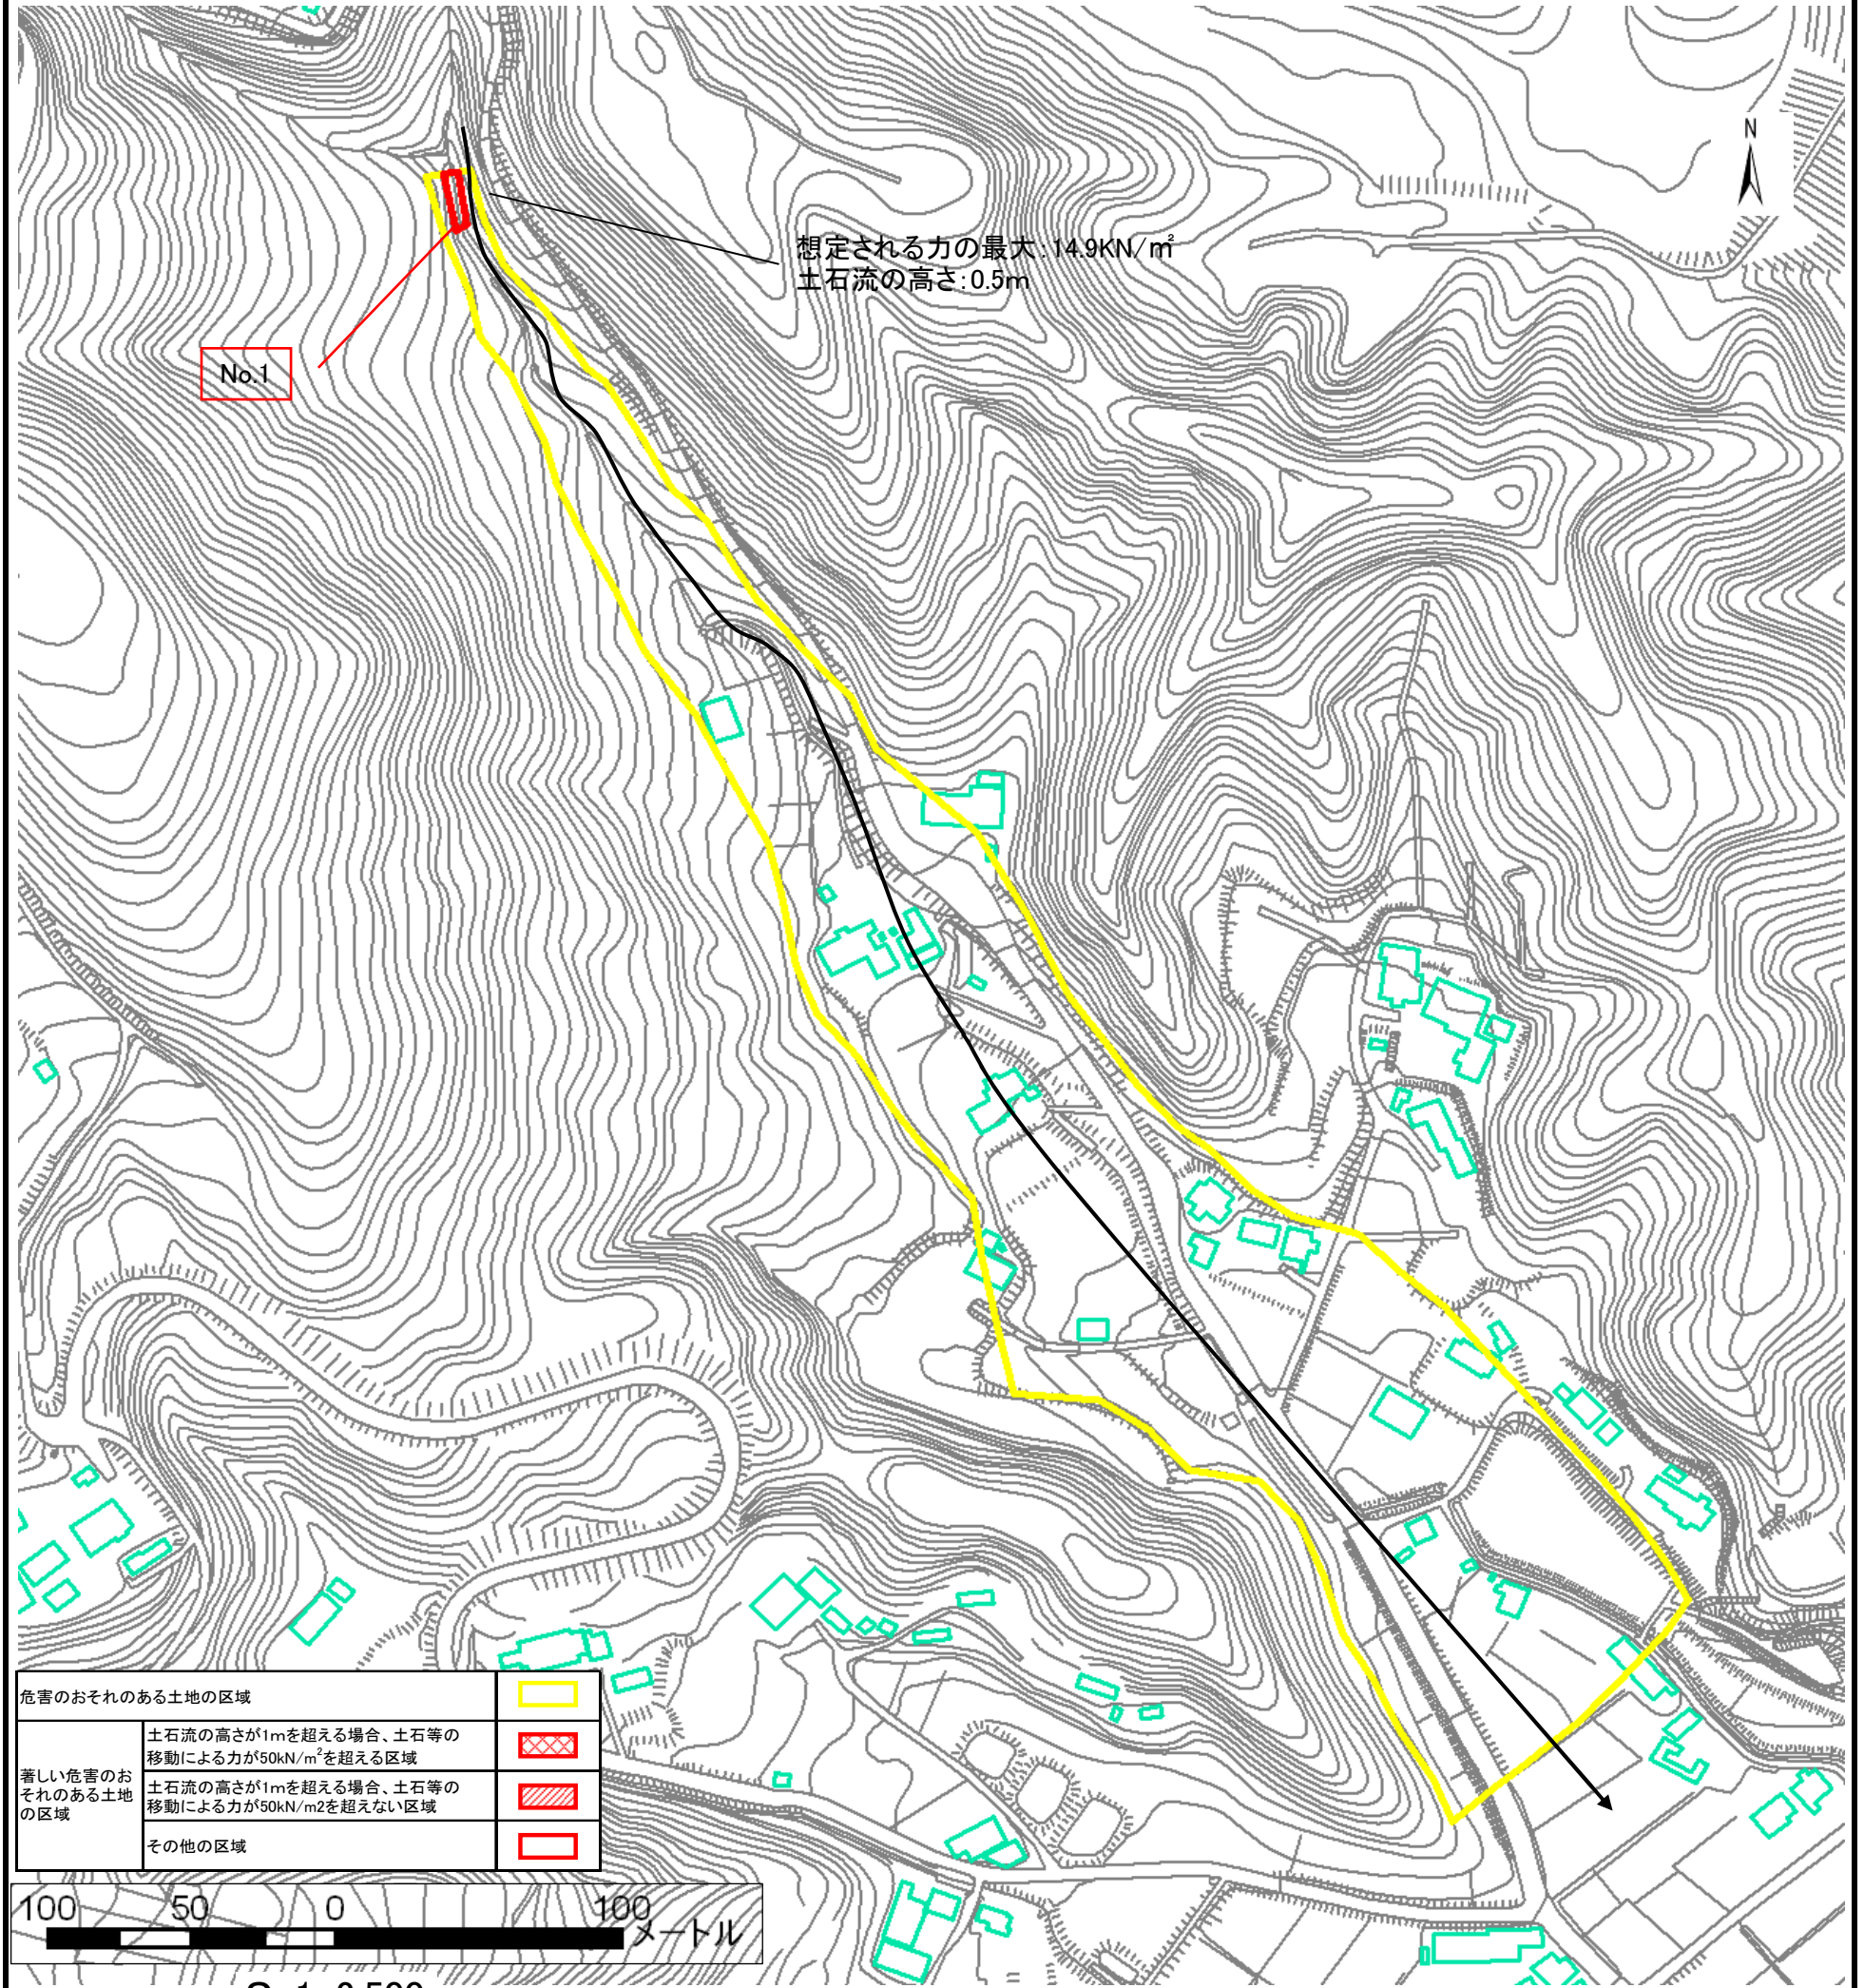 N
想定される力の最大:14.9KN/㎡
土石流の高さ:0.5m
No.1
危害のおそれのある土地の区域
著しい危害のお
それのある土地
の区域
土石流の高さが1mを超える場合、土石等の
移動による力が50kN/m²を超える区域
土石流の高さが1mを超える場合、土石等の
移動による力が50kN/m2を超えない区域
その他の区域
100 50 0 100
メートル